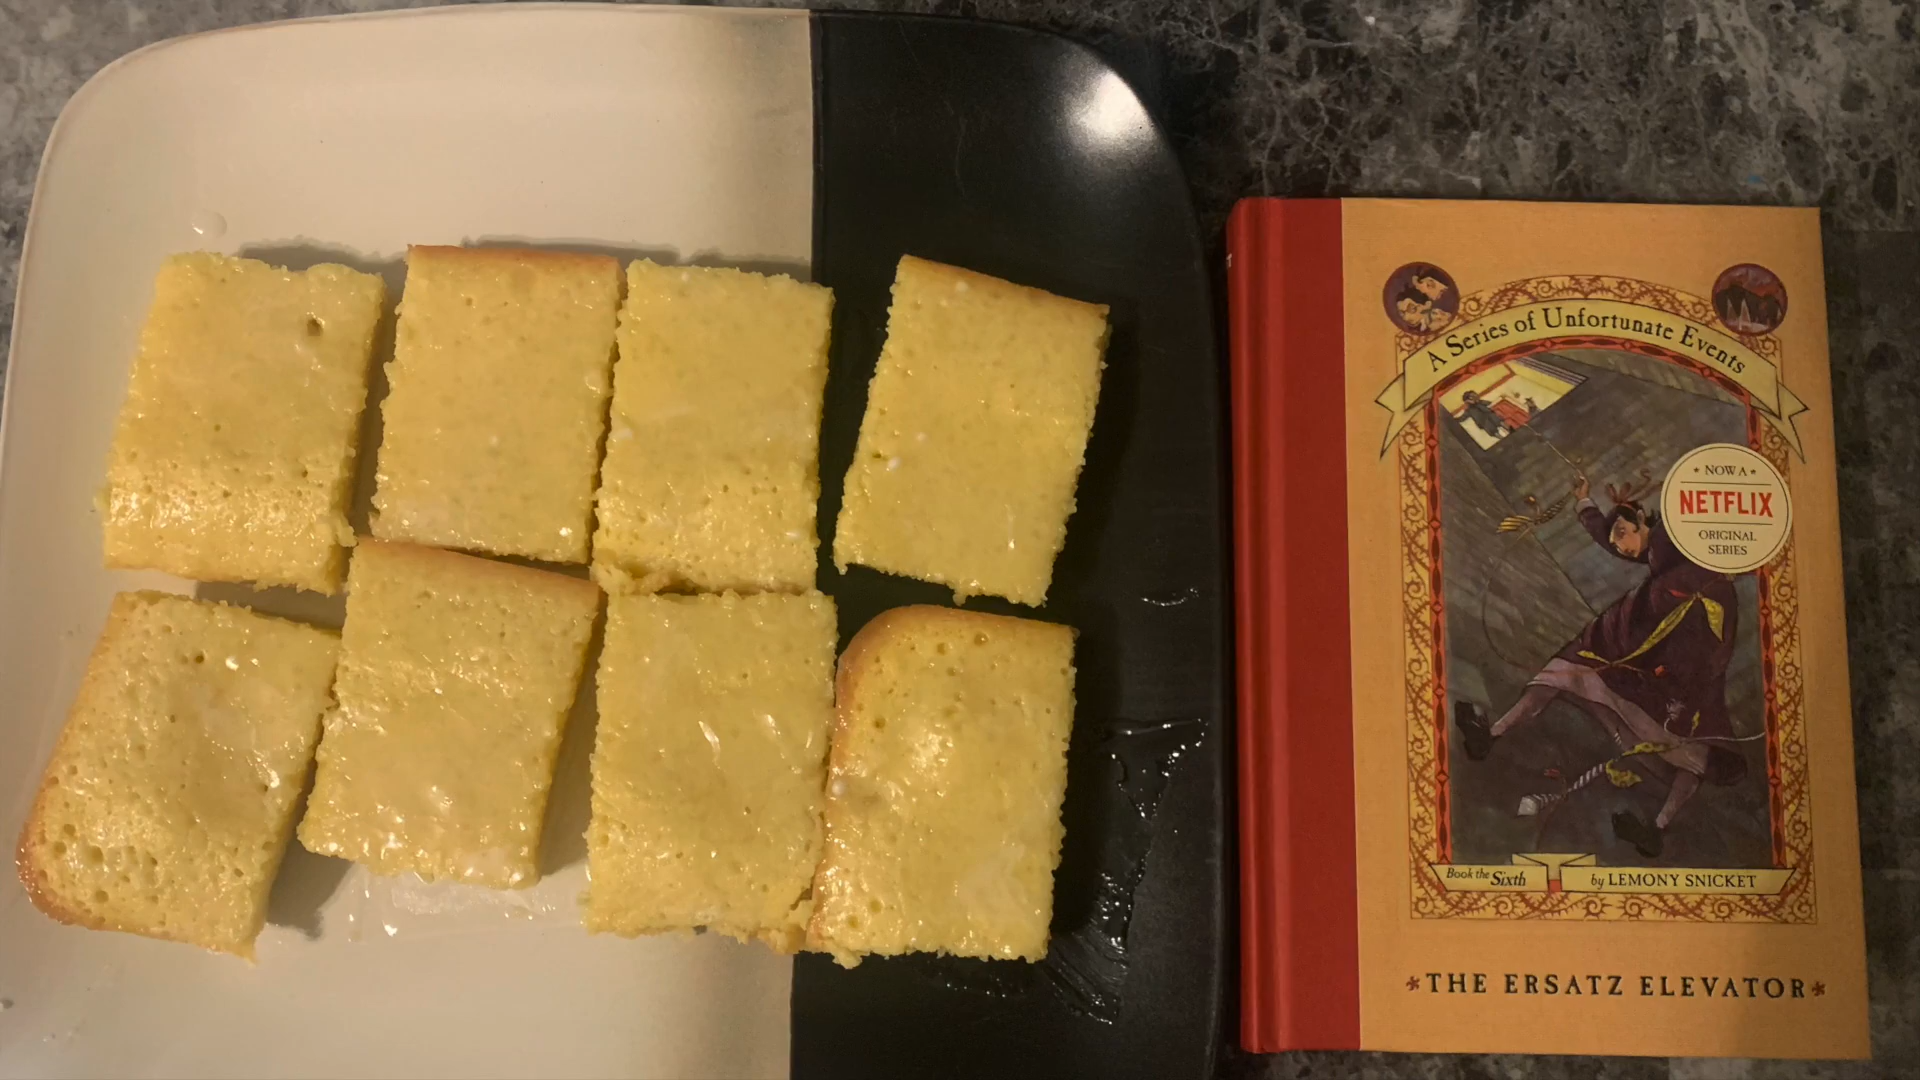 A Series of Unfortunate Events
* NOW A *
NETFLIX
ORIGINAL
SERIES
Book the Sixth
by LEMONY SNICKET
*THE ERSATZ ELEVATOR*